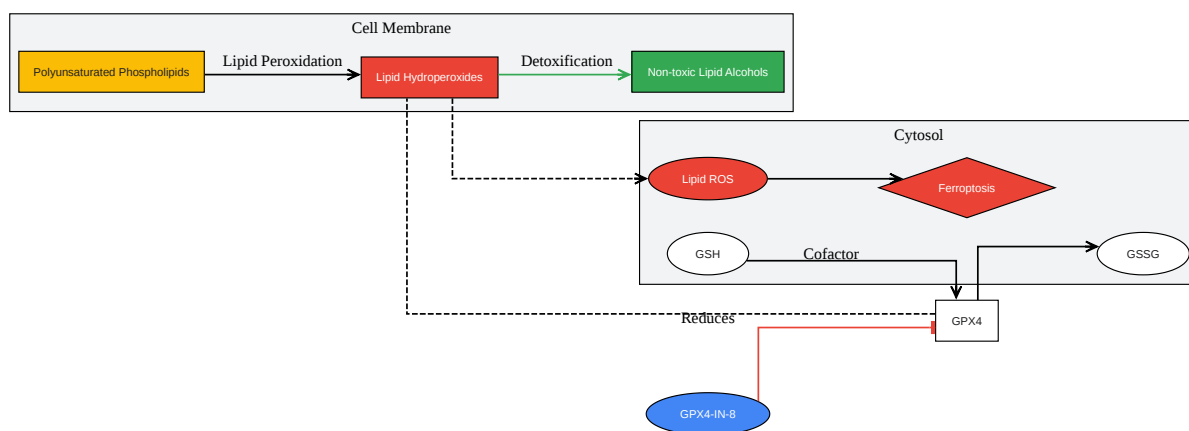 Cell Membrane
Polyunsaturated Phospholipids
Lipid Peroxidation
Lipid Hydroperoxides
Detoxification
Non-toxic Lipid Alcohols
Cytosol
Lipid ROS
Ferroptosis
GSH
Cofactor
GSSG
Reduces
GPX4
GPX4-IN-8